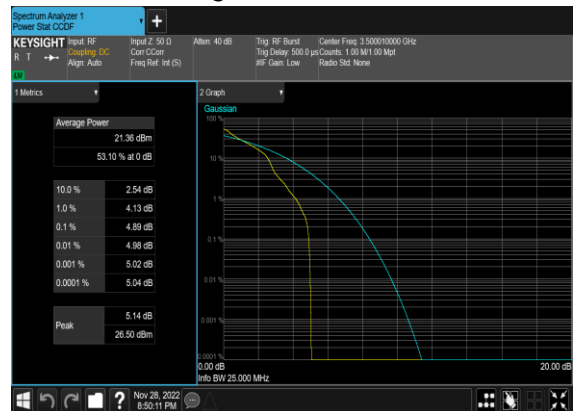 Spectrum Analyzer 1
Power Stat CCDF
+
KEYSIGHT
R T
LW
Input: RF
Coupling: DC
Align: Auto
Input Z: 50 Ω
Corr CCorr
Freq Ref: Int (S)
Atten: 40 dB
Trig: RF Burst
Trig Delay: 500.0 µs
#IF Gain: Low
Center Freq: 3.500010000 GHz
Counts: 1.00 M/1.00 Mpt
Radio Std: None
1 Metrics
Average Power
21.36 dBm
53.10 % at 0 dB
10.0 % 2.54 dB
1.0 % 4.13 dB
0.1 % 4.89 dB
0.01 % 4.98 dB
0.001 % 5.02 dB
0.0001 % 5.04 dB
Peak
5.14 dB
26.50 dBm
2 Graph
Gaussian
100 %
10 %
1 %
0.1 %
0.01 %
0.001 %
0.0001 %
0.00 dB 20.00 dB
Info BW 25.000 MHz
?
Nov 28, 2022
8:50:11 PM